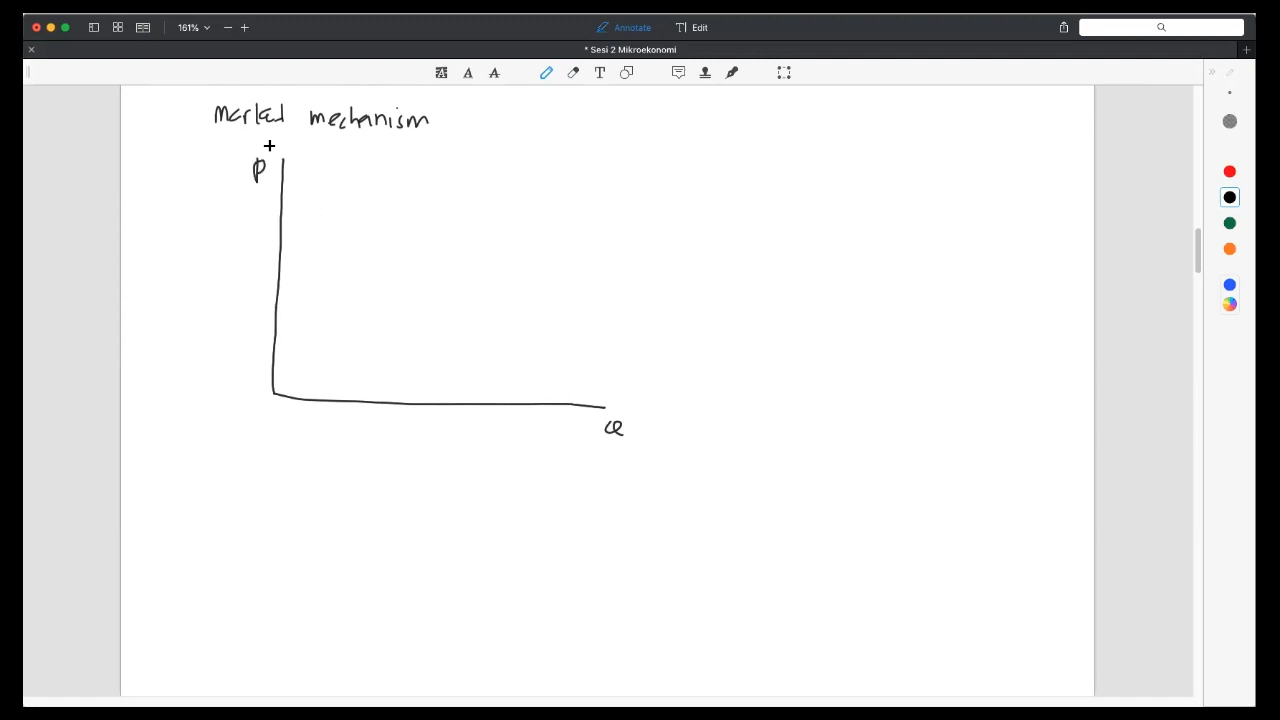 161%
Annotate
Edit
* Sesi 2 Mikroekonomi
Market mechanism
P
Q